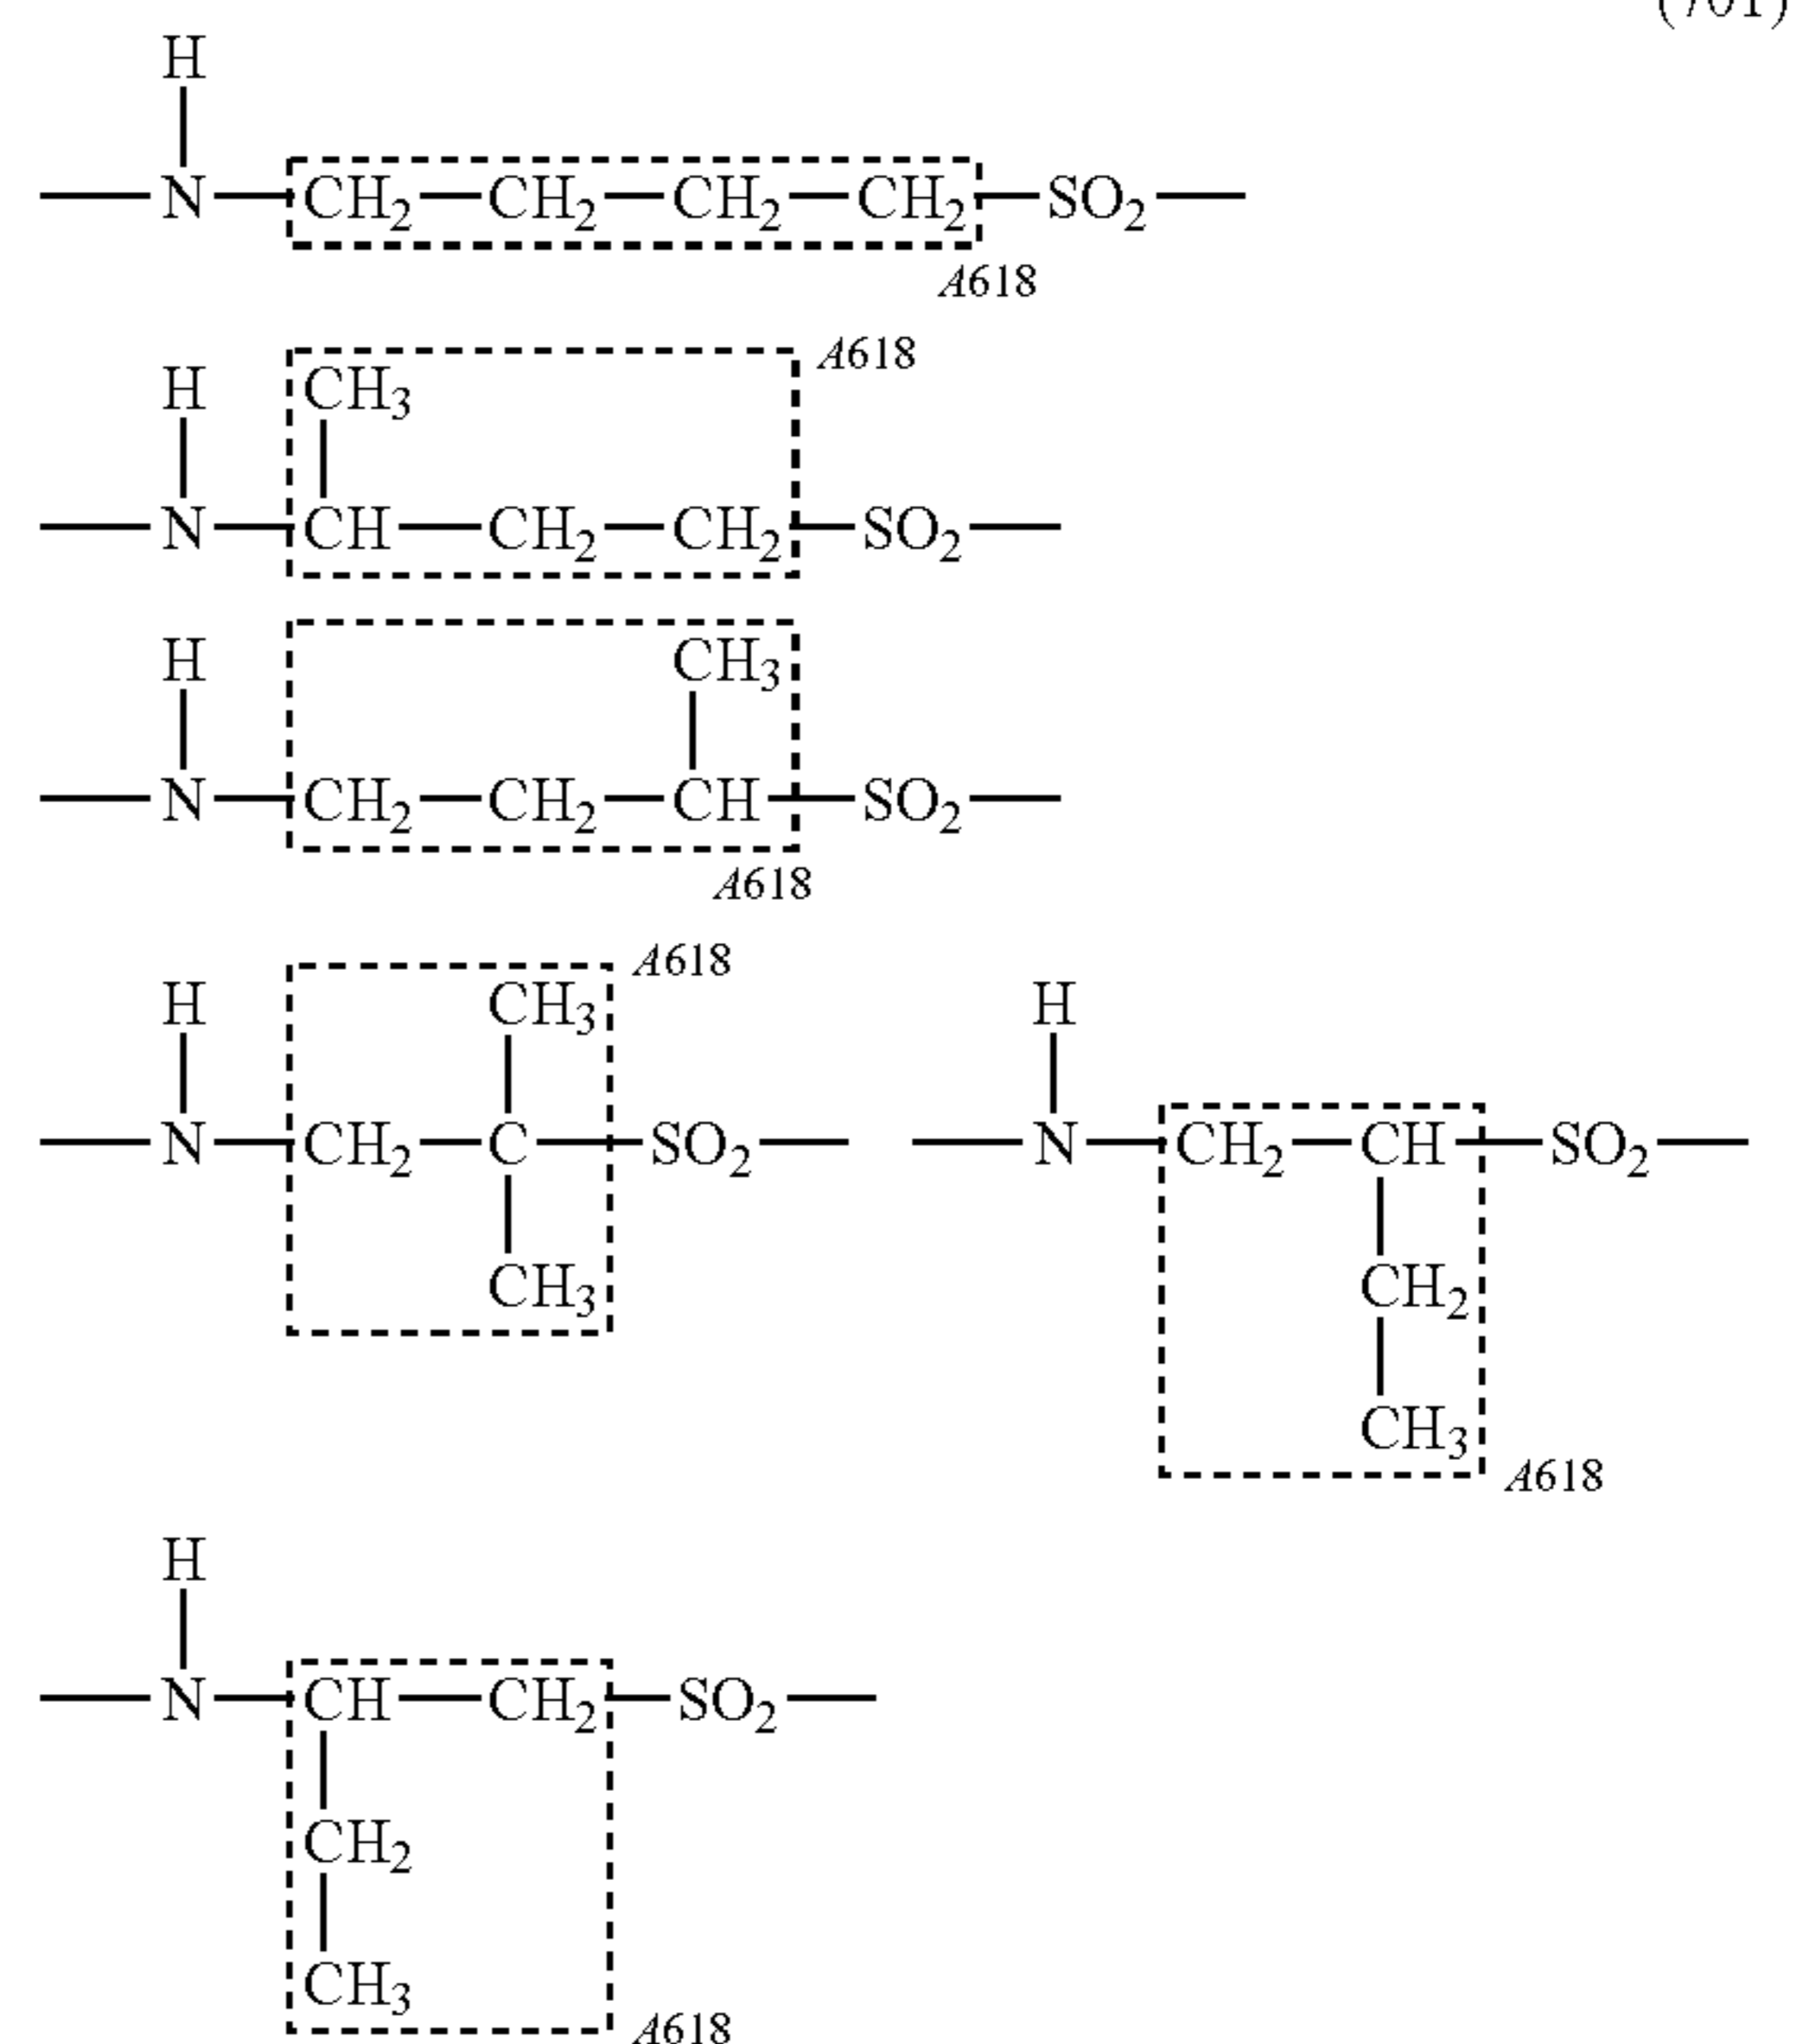 (701)
H
N CH₂ CH₂ CH₂ CH₂ SO₂
A618
A618
H CH₃
N CH CH₂ CH₂ SO₂
H CH₃
N CH₂ CH₂ CH SO₂
A618
A618
H CH₃ H
N CH₂ C SO₂ N CH₂ CH SO₂
CH₃ CH₂
CH₃
A618
H
N CH CH₂ SO₂
CH₂
CH₃
A618